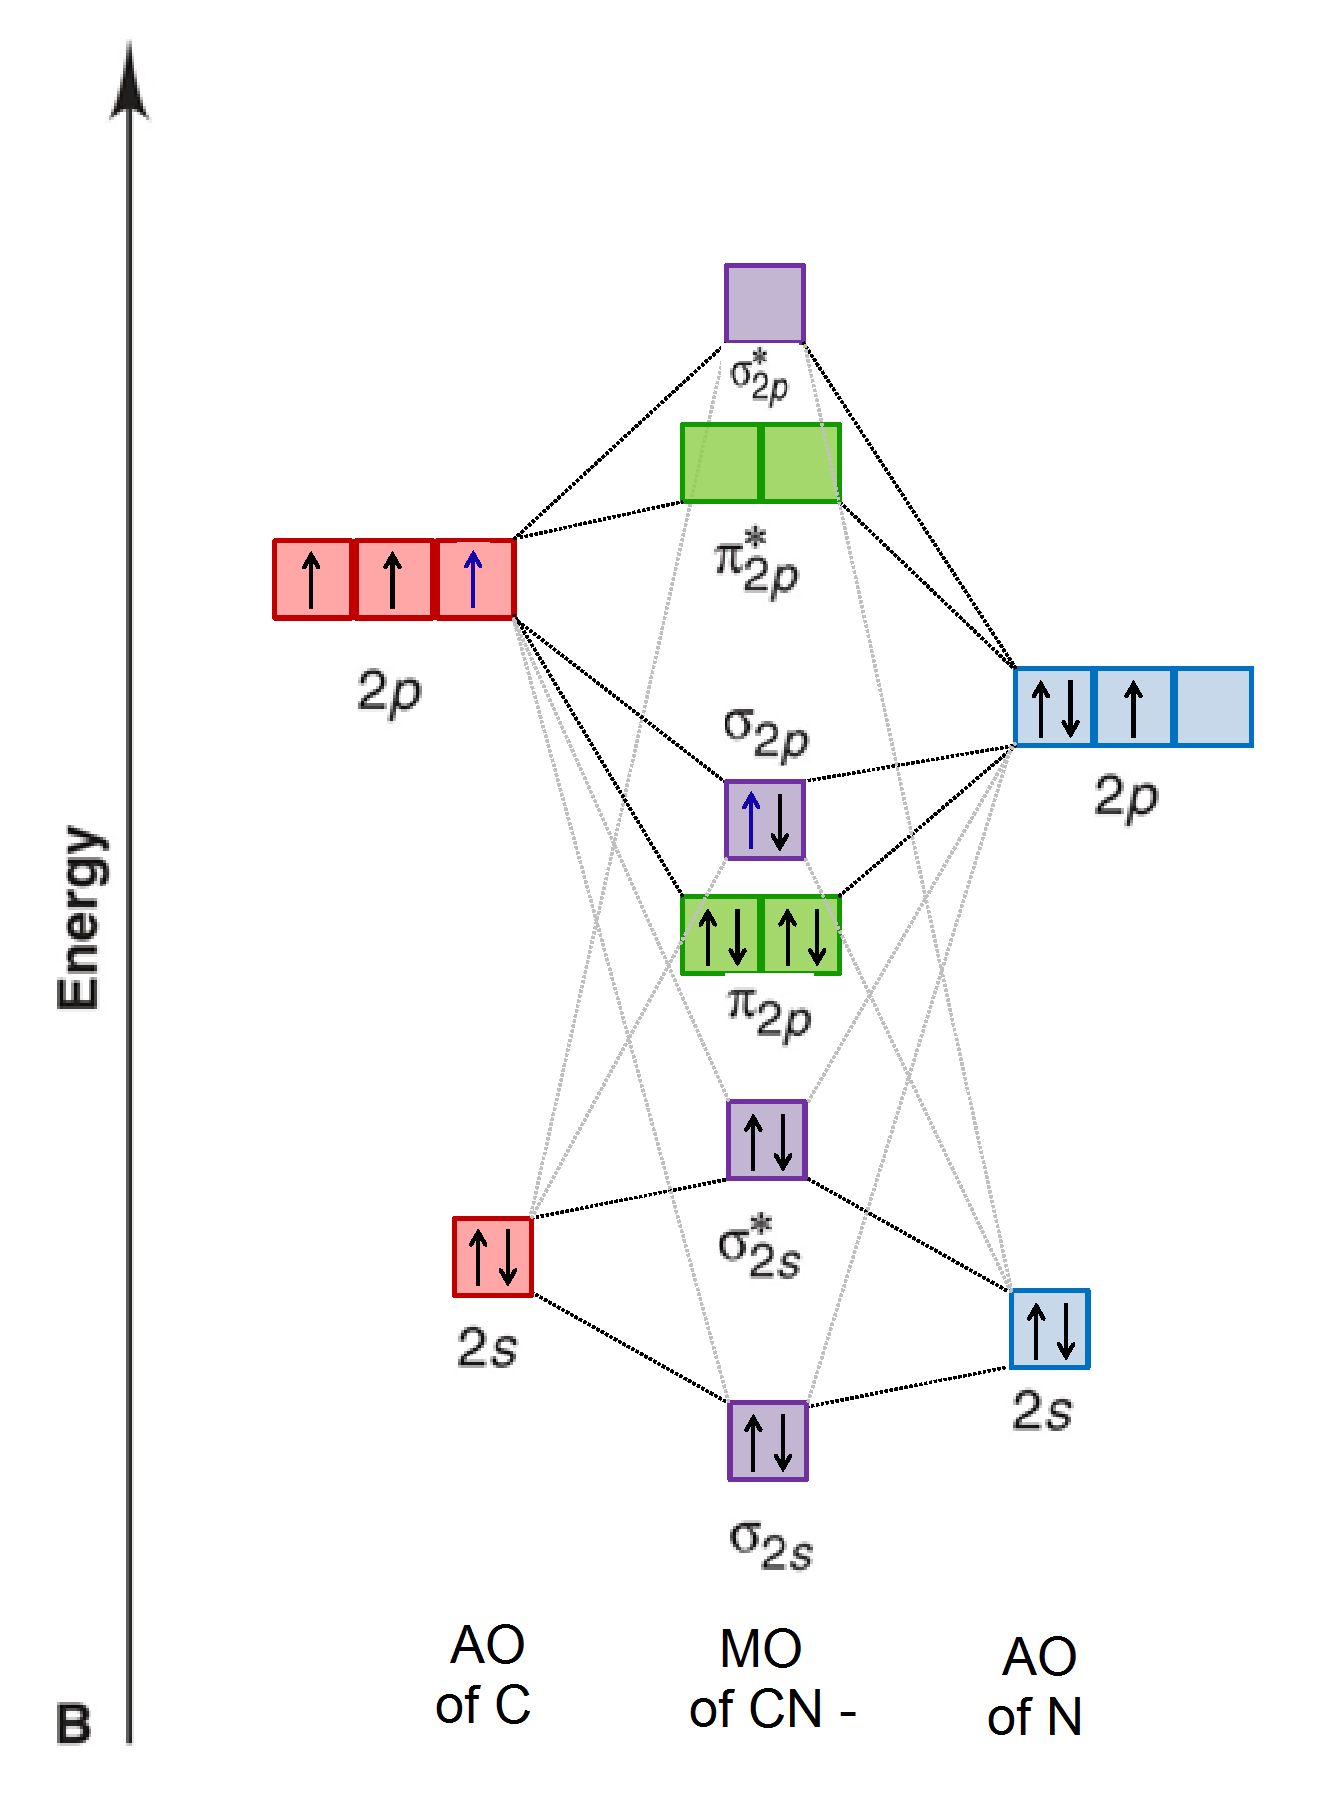 Energy
σ*2p
π*2p
2p
σ2p
2p
π2p
σ*2s
2s
2s
σ2s
AO
of C
MO
of CN -
AO
of N
B